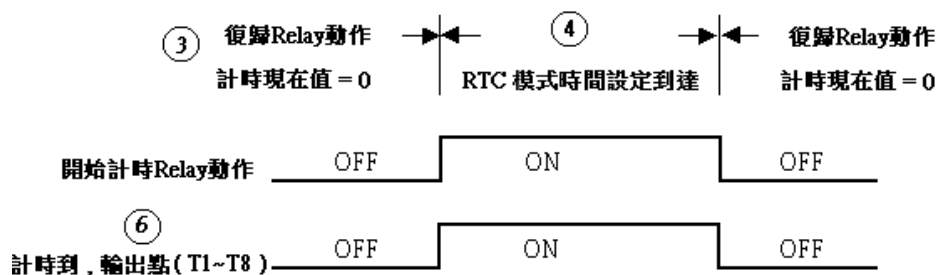 ③ 復歸Relay動作 ④ 復歸Relay動作
計時現在值 = 0 RTC 模式時間設定到達 計時現在值 = 0
開始計時Relay動作 OFF ON OFF
⑥
計時到，輸出點( T1~T8 ) OFF ON OFF